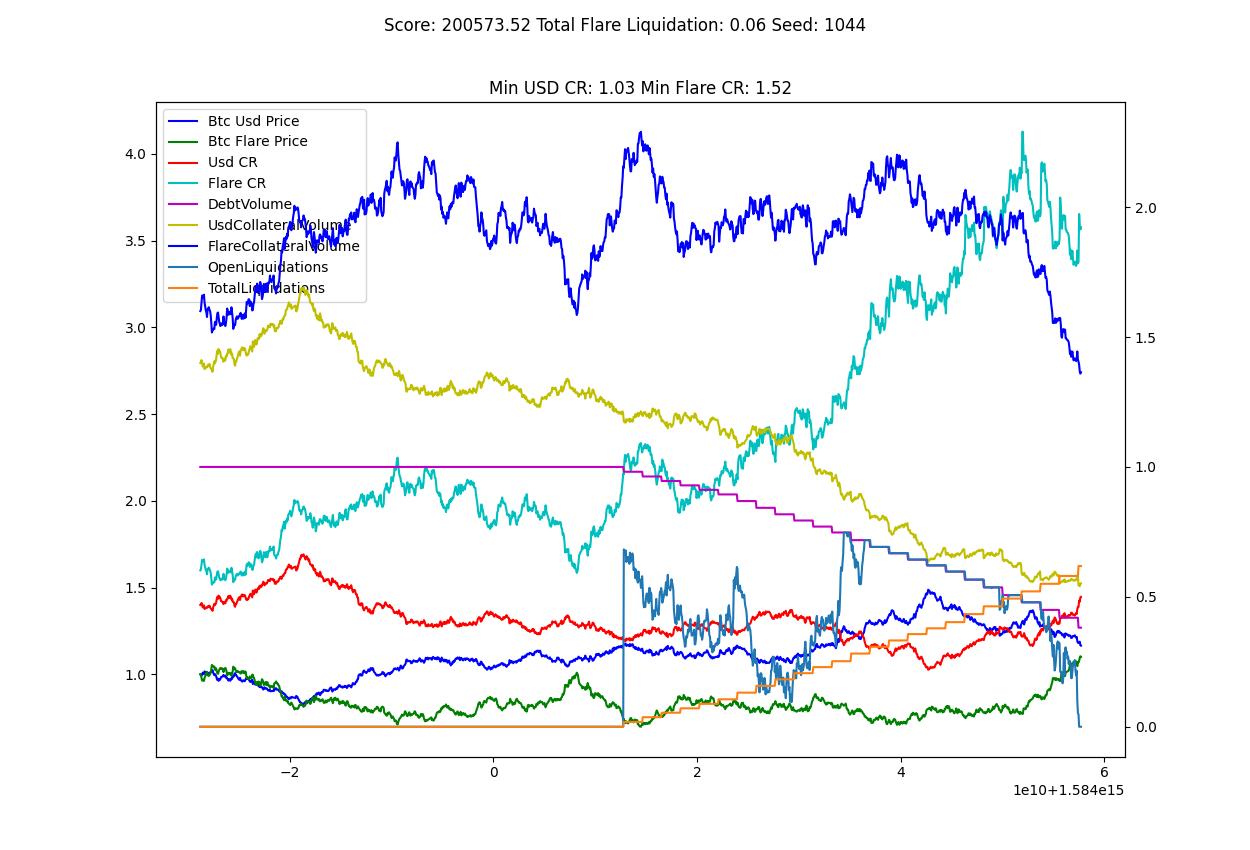 Score: 200573.52 Total Flare Liquidation: 0.06 Seed: 1044
Min USD CR: 1.03 Min Flare CR: 1.52
Btc Usd Price
Btc Flare Price
Usd CR
Flare CR
DebtVolume
UsdCollateralVolume
FlareCollateralVolume
OpenLiquidations
TotalLiquidations
4.0
3.5
3.0
2.5
2.0
1.5
1.0
2.0
1.5
1.0
0.5
0.0
−2 0 2 4 6
1e10+1.584e15